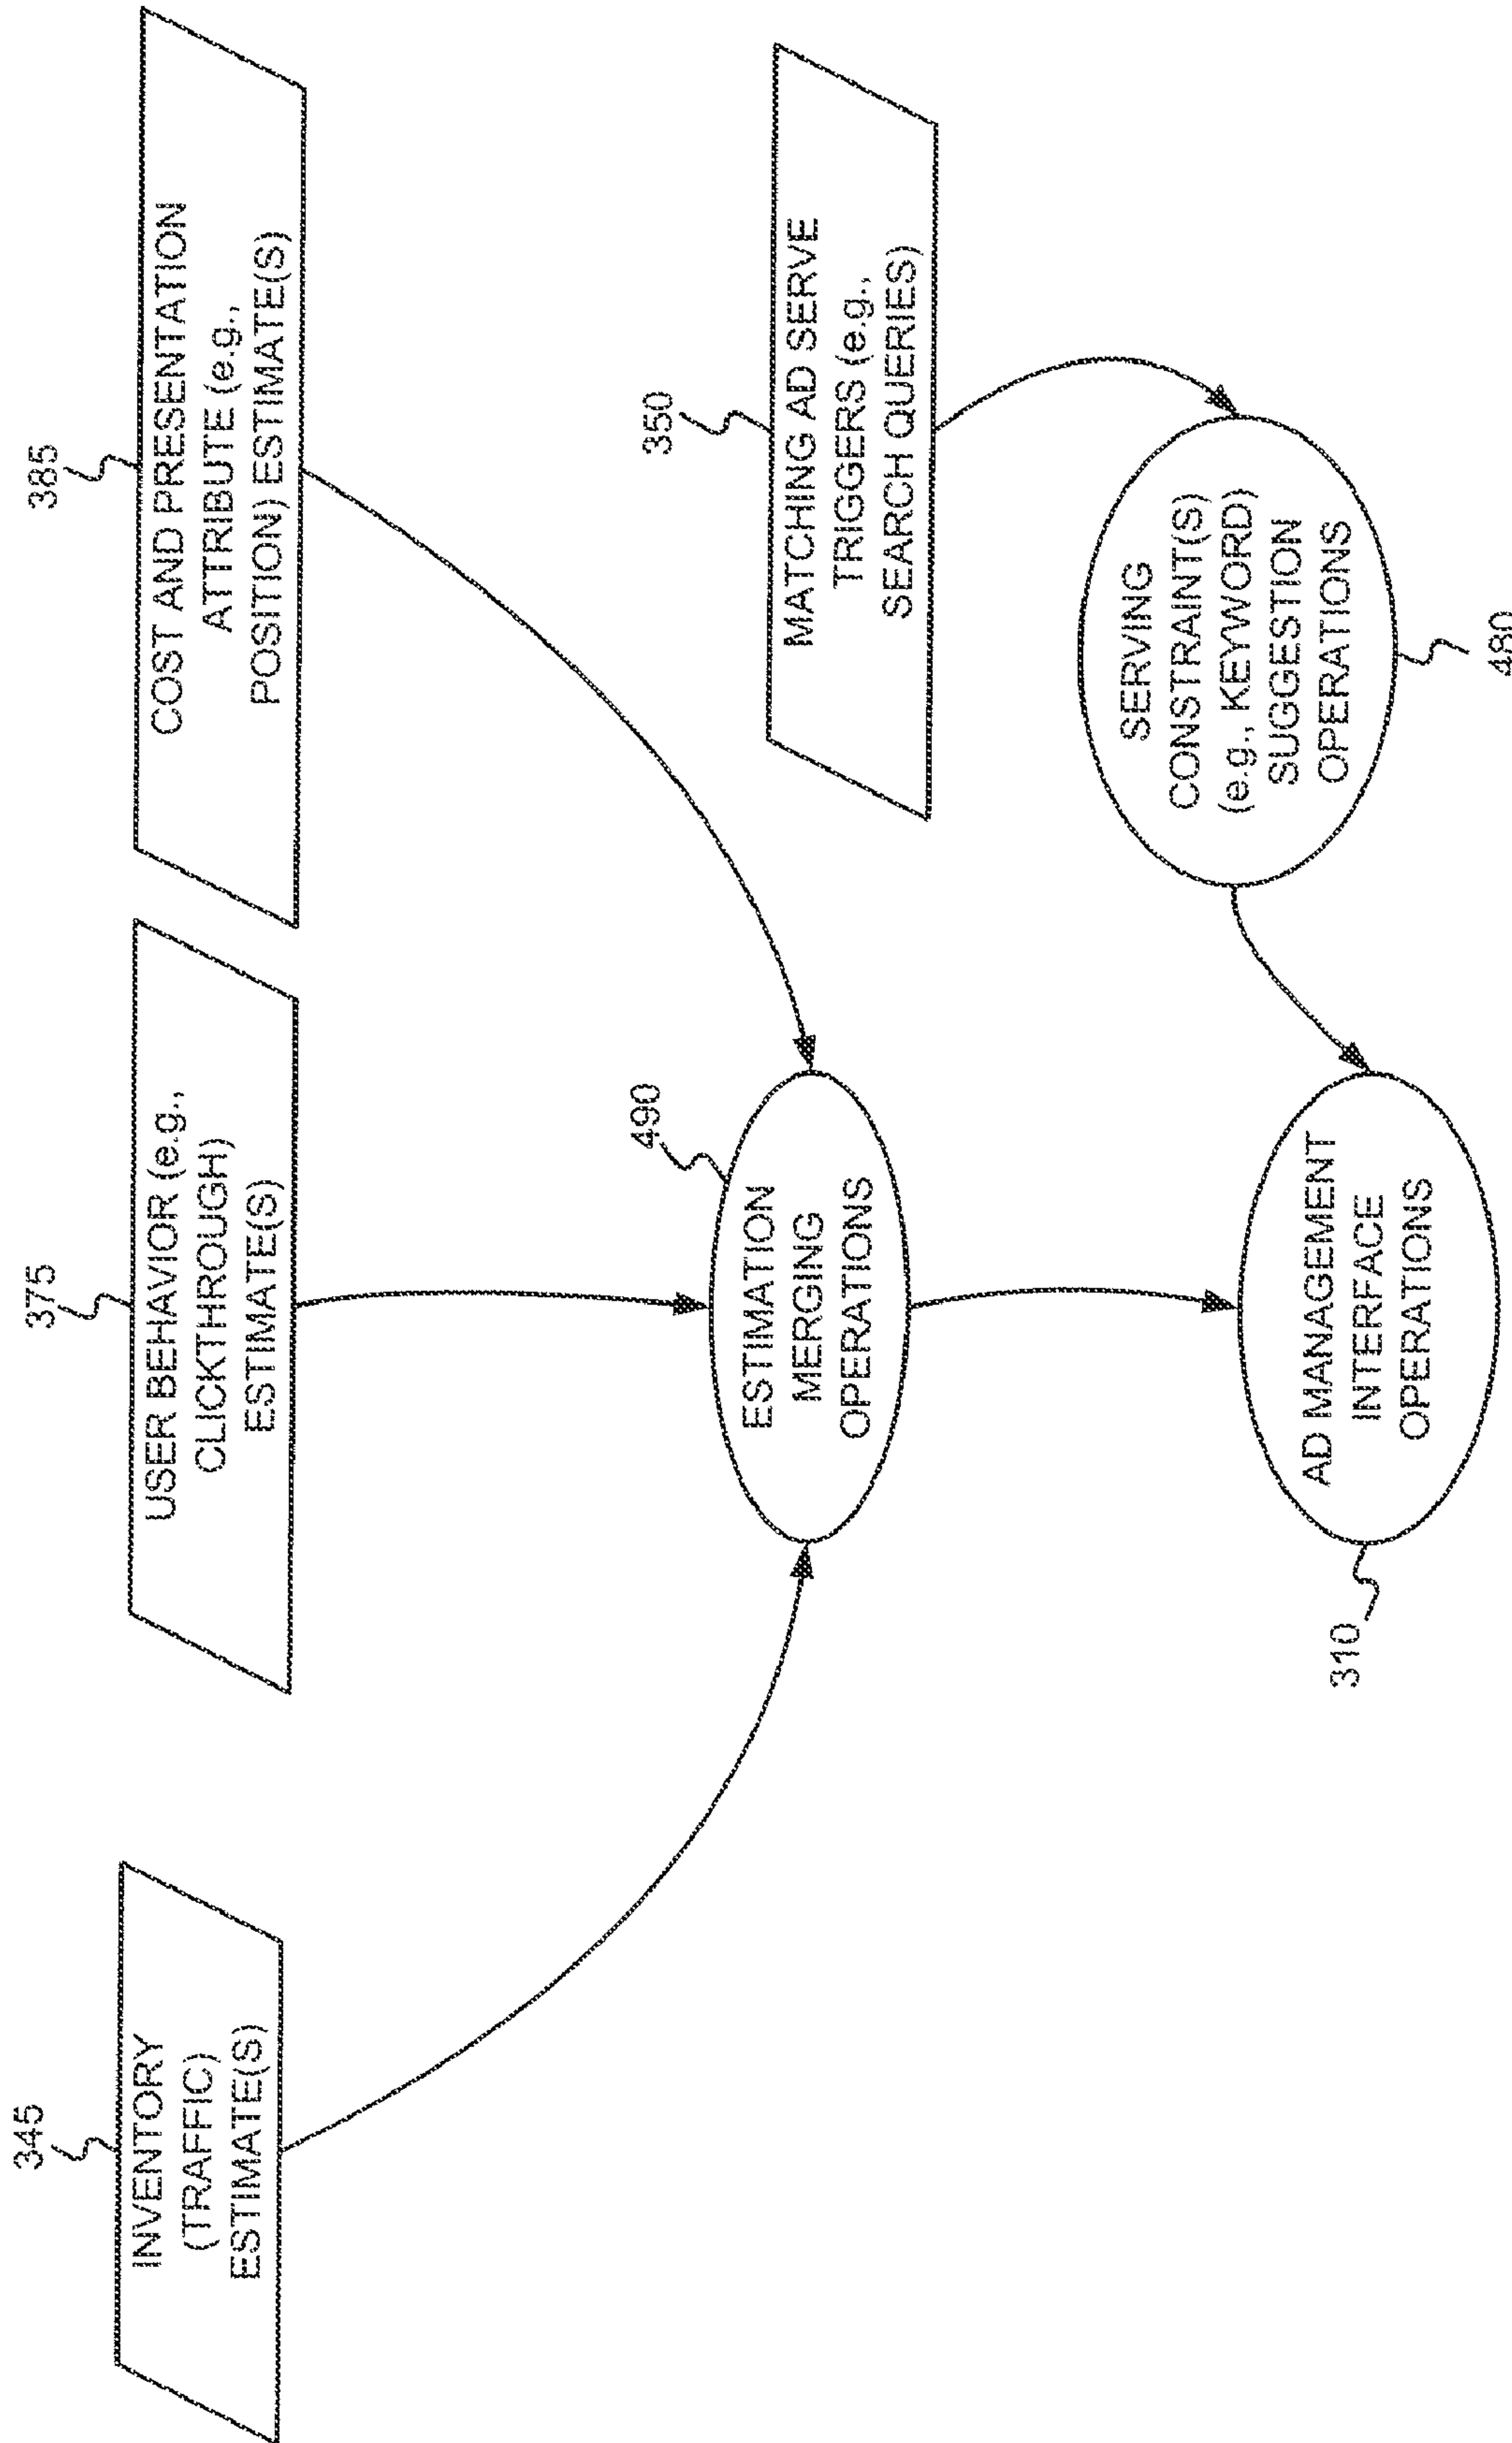 345
INVENTORY
(TRAFFIC)
ESTIMATE(S)
375
USER BEHAVIOR (e.g.,
CLICKTHROUGH)
ESTIMATE(S)
385
COST AND PRESENTATION
ATTRIBUTE (e.g.,
POSITION) ESTIMATE(S)
490
ESTIMATION
MERGING
OPERATIONS
350
MATCHING AD SERVE
TRIGGERS (e.g.,
SEARCH QUERIES)
310
AD MANAGEMENT
INTERFACE
OPERATIONS
SERVING
CONSTRAINT(S)
(e.g., KEYWORD)
SUGGESTION
OPERATIONS
480